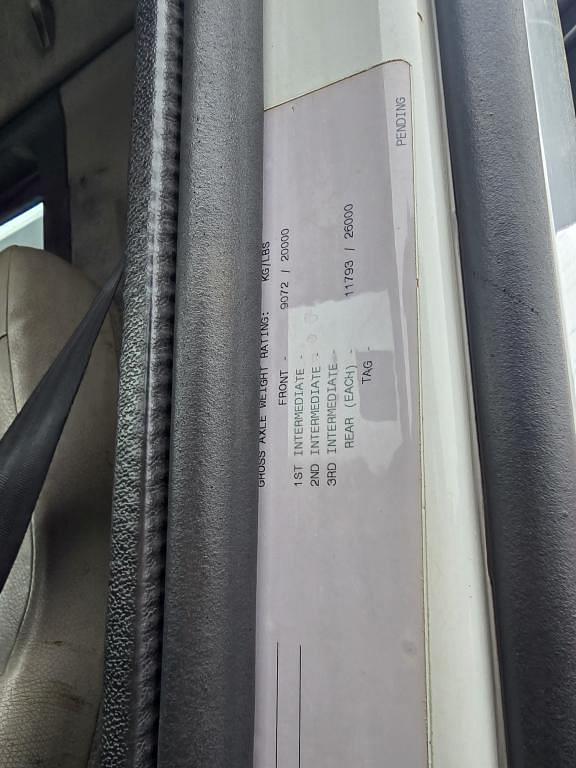 GROSS AXLE WEIGHT RATING: KG/LBS
FRONT - 9072 / 20000
1ST INTERMEDIATE -
2ND INTERMEDIATE -
3RD INTERMEDIATE -
REAR (EACH) - 11793 / 26000
TAG -
PENDING